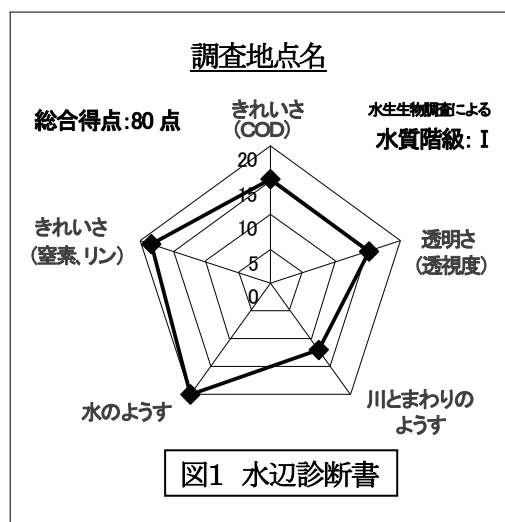 調査地点名
総合得点:80 点
水生生物調査による
水質階級: Ⅰ
きれいさ
(COD)
20
15
10
5
0
きれいさ
(窒素、リン)
透明さ
(透視度)
水のようす
川とまわりの
ようす
図1 水辺診断書